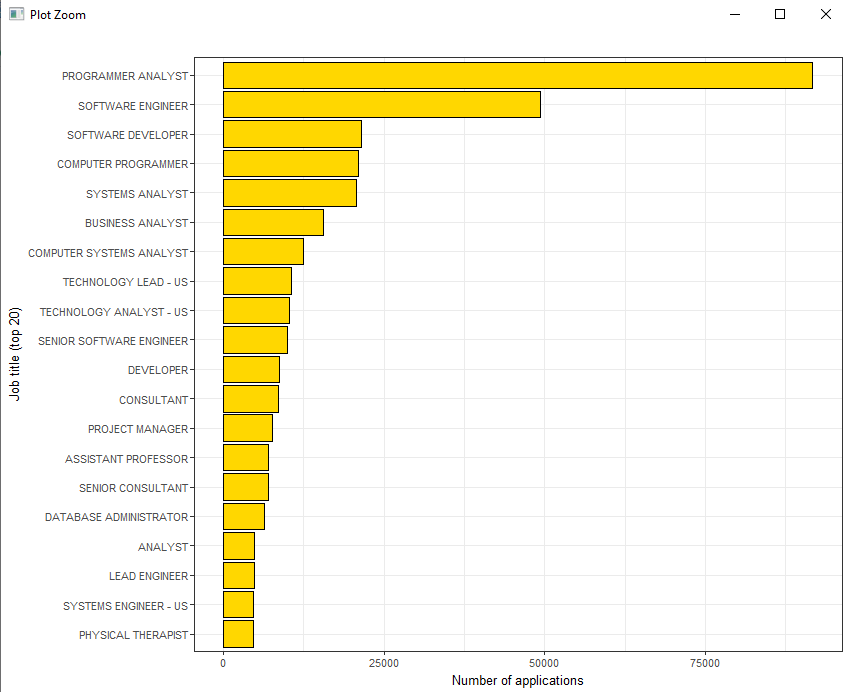 Plot Zoom
PROGRAMMER ANALYST
SOFTWARE ENGINEER
SOFTWARE DEVELOPER
COMPUTER PROGRAMMER
SYSTEMS ANALYST
BUSINESS ANALYST
COMPUTER SYSTEMS ANALYST
TECHNOLOGY LEAD - US
TECHNOLOGY ANALYST - US
SENIOR SOFTWARE ENGINEER
DEVELOPER
CONSULTANT
PROJECT MANAGER
ASSISTANT PROFESSOR
SENIOR CONSULTANT
DATABASE ADMINISTRATOR
ANALYST
LEAD ENGINEER
SYSTEMS ENGINEER - US
PHYSICAL THERAPIST
Job title (top 20)
0 25000 50000 75000
Number of applications